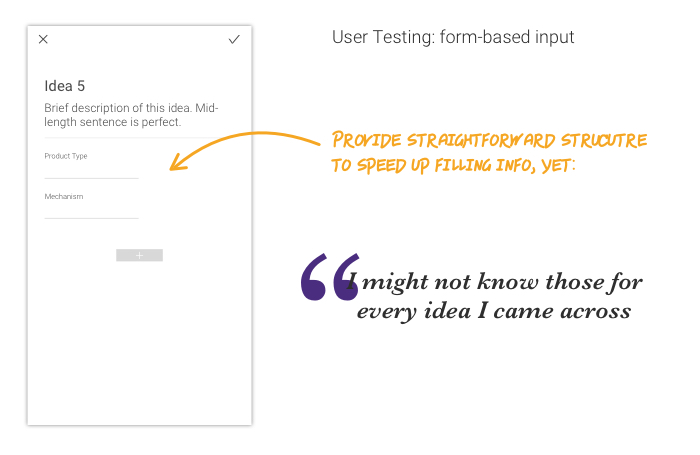 User Testing: form-based input
Idea 5
Brief description of this idea. Mid-
length sentence is perfect.
Product Type
Mechanism
+
PROVIDE STRAIGHTFORWARD STRUCUTRE
TO SPEED UP FILLING INFO, YET:
“I might not know those for
every idea I came across